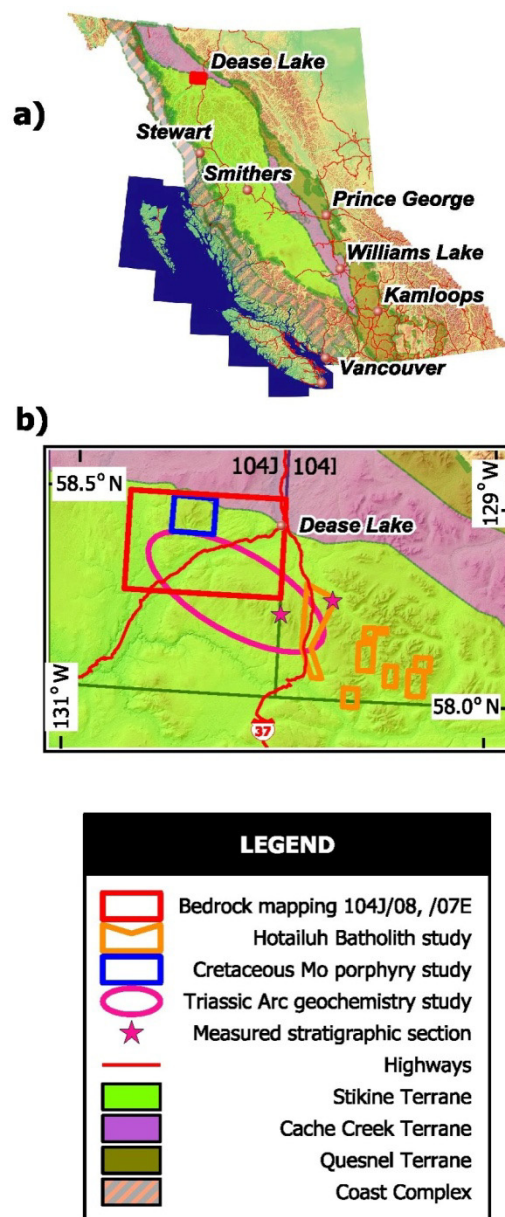 a)
Dease Lake
Stewart
Smithers
Prince George
Williams Lake
Kamloops
Vancouver
b)
58.5° N
104J 104J
129° W
Dease Lake
131° W
58.0° N
37
LEGEND
Bedrock mapping 104J/08, /07E
Hotailuh Batholith study
Cretaceous Mo porphyry study
Triassic Arc geochemistry study
Measured stratigraphic section
Highways
Stikine Terrane
Cache Creek Terrane
Quesnel Terrane
Coast Complex